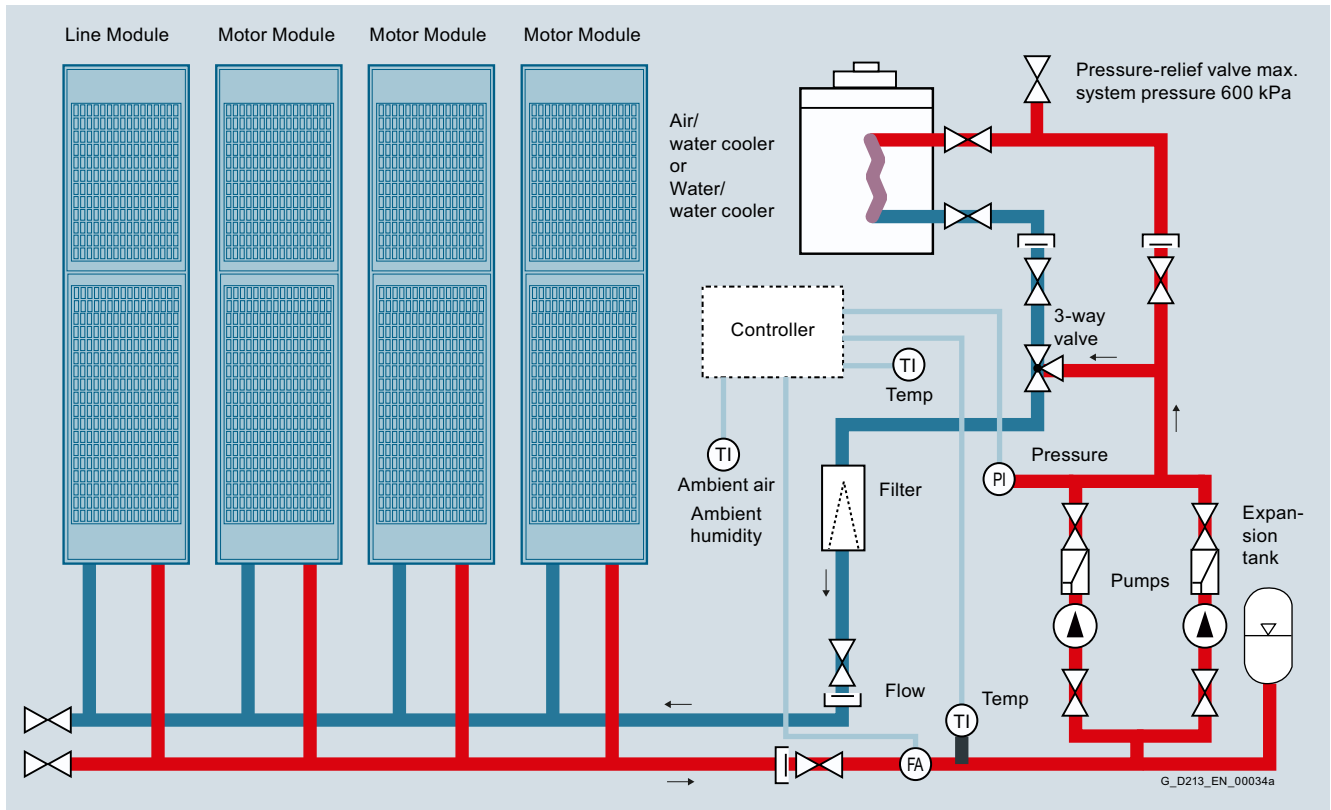 Line Module
Motor Module
Motor Module
Motor Module
Pressure-relief valve max.
system pressure 600 kPa
Air/
water cooler
or
Water/
water cooler
3-way
valve
Controller
TI
Temp
TI
Ambient air
Ambient
humidity
Filter
Pressure
PI
Expan-
sion
tank
Pumps
Flow
Temp
TI
FA
G_D213_EN_00034a